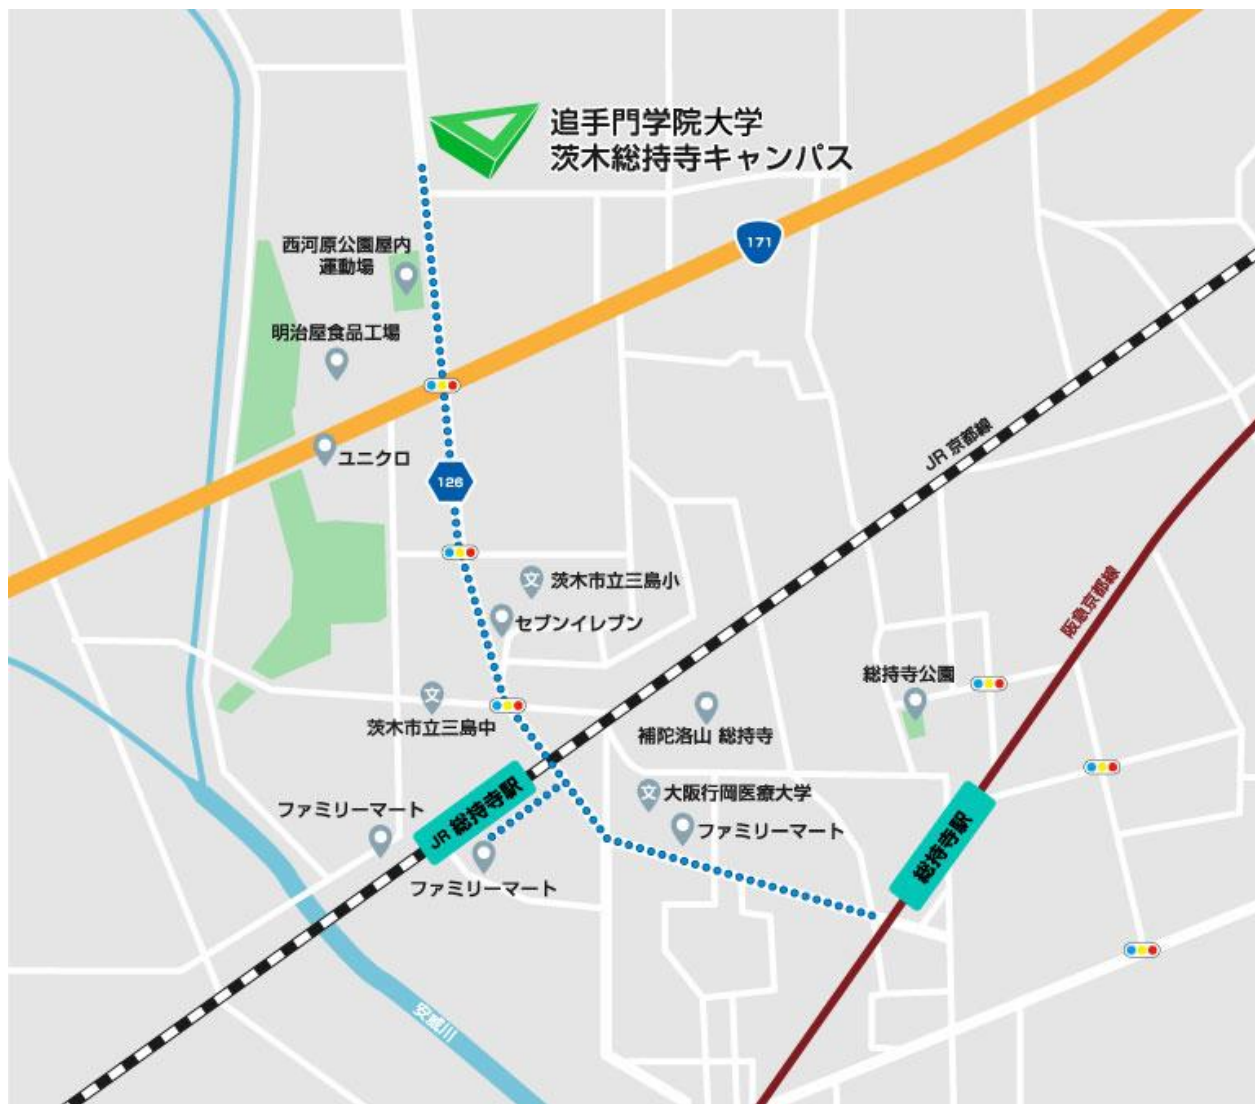 追手門学院大学
茨木総持寺キャンパス
171
西河原公園屋内
運動場
明治屋食品工場
ユニクロ
JR 京都線
126
茨木市立三島小
文
阪急京都線
セブンイレブン
総持寺公園
文
茨木市立三島中
補陀洛山 総持寺
文
大阪行岡医療大学
ファミリーマート
JR 総持寺駅
ファミリーマート
総持寺駅
ファミリーマート
安威川